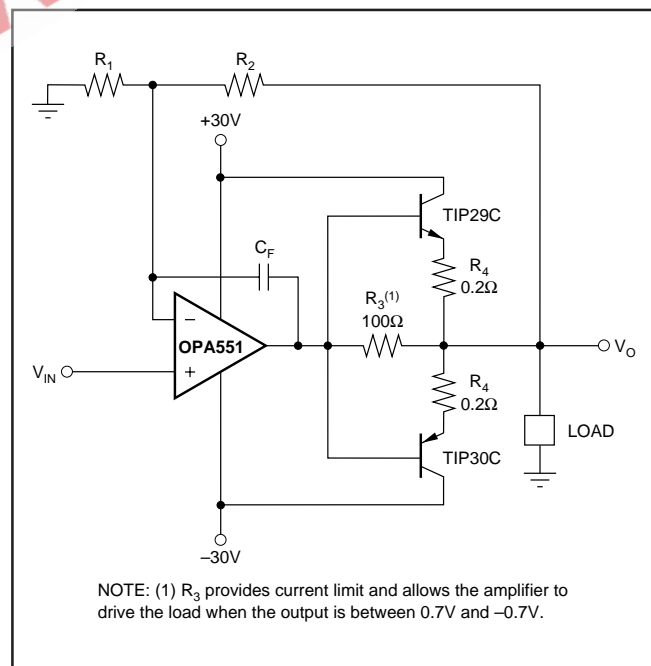 R1
R2
+30V
TIP29C
CF
R4
0.2Ω
R3(1)
100Ω
OPA551
−
+
VIN
VO
R4
0.2Ω
LOAD
TIP30C
–30V
NOTE: (1) R3 provides current limit and allows the amplifier to
drive the load when the output is between 0.7V and –0.7V.